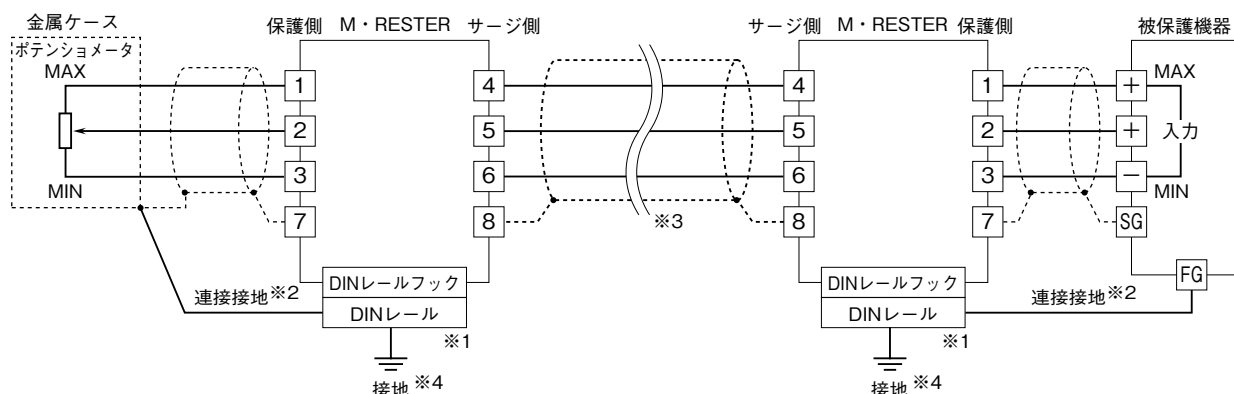 金属ケース
ポテンショメータ
MAX
MIN
保護側 M・RESTER サージ側
1
2
3
7
4
5
6
8
DINレールフック
DINレール
連接接地※2
※1
接地※4
※3
サージ側 M・RESTER 保護側
4
5
6
8
1
2
3
7
DINレールフック
DINレール
※1
接地※4
連接接地※2
被保護機器
+
+
−
SG
FG
MAX
入力
MIN